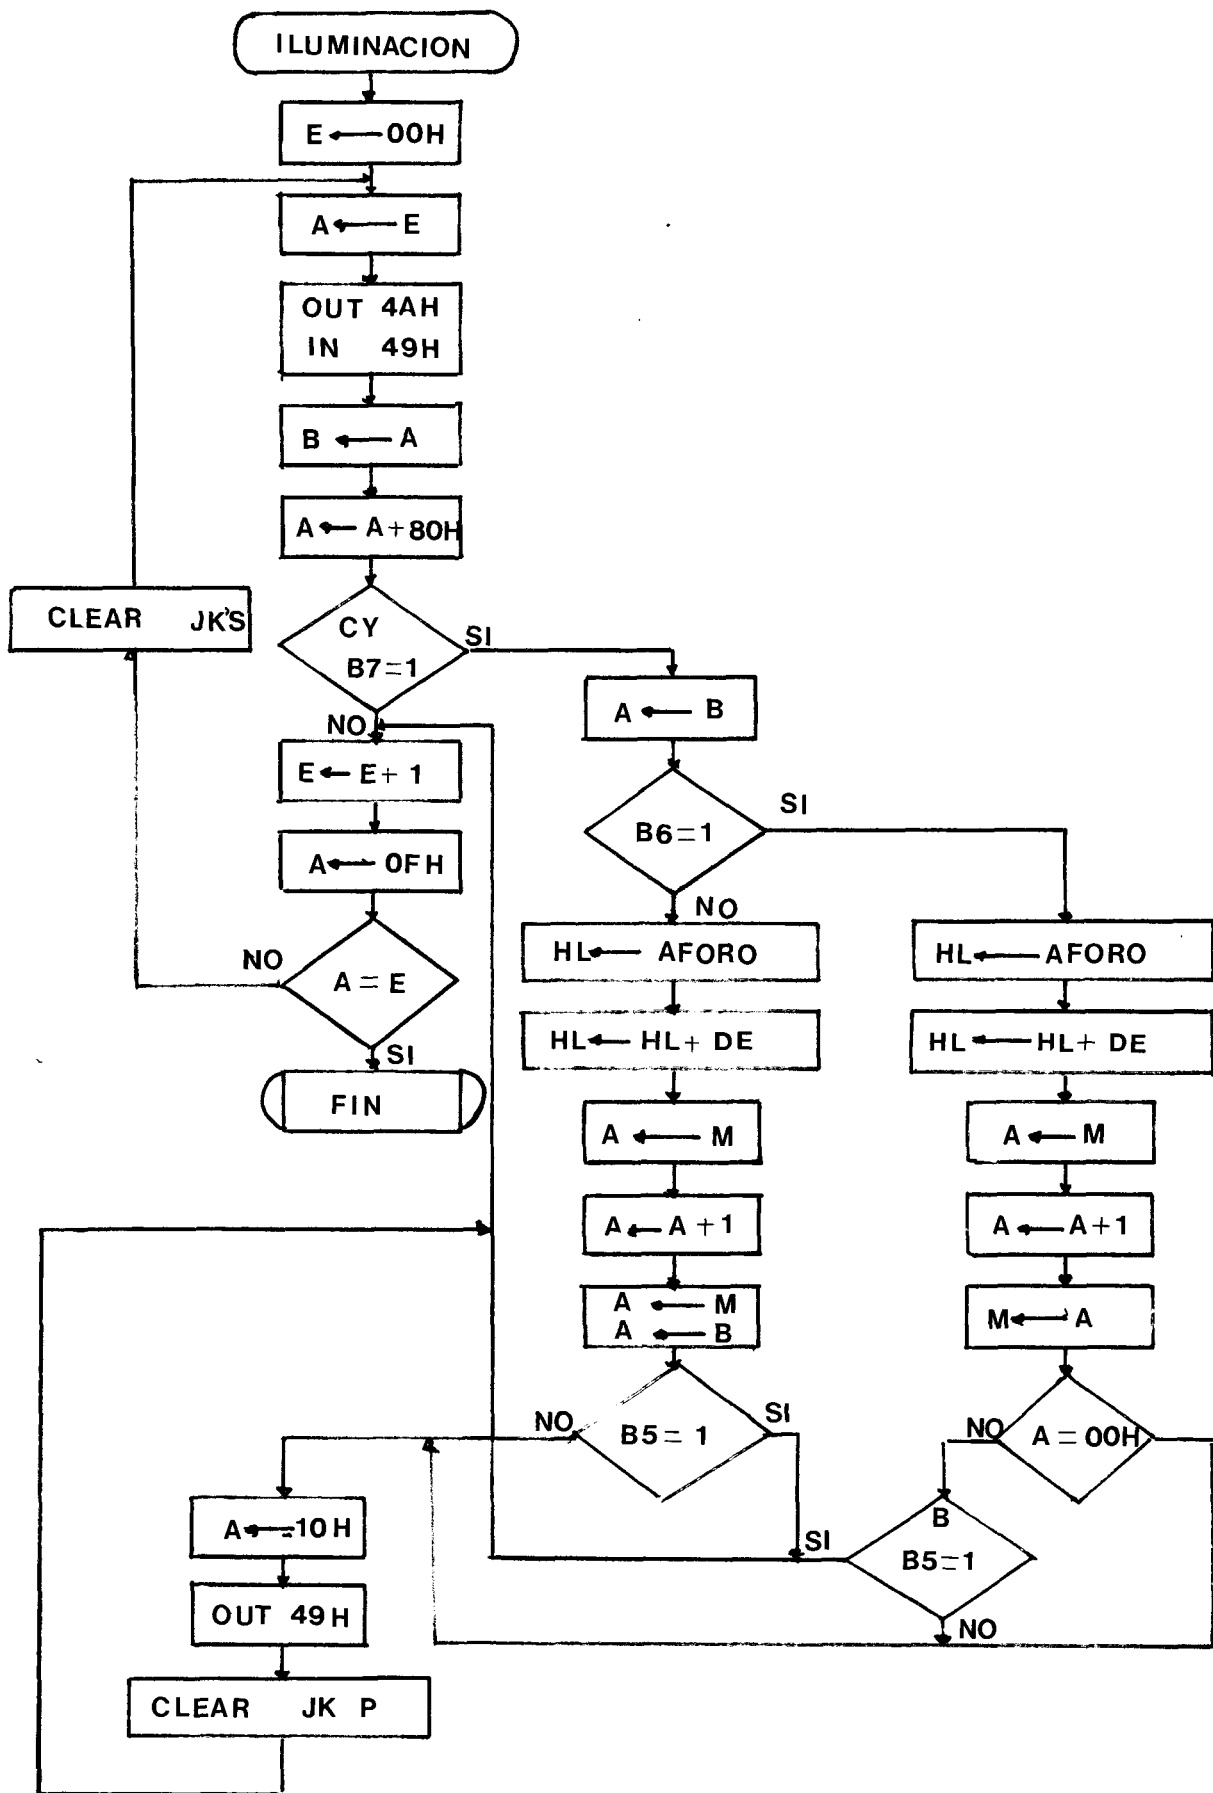 ILUMINACION
E ← 00H
A ← E
OUT 4AH
IN 49H
B ← A
A ← A+80H
CLEAR JK'S
CY
B7=1
SI
NO
A ← B
E ← E+1
B6=1
SI
NO
A ← 0FH
A=E
NO
SI
FIN
HL ← AFORO
HL ← HL+DE
A ← M
A ← A+1
A ← M
A ← B
B5=1
NO
SI
HL ← AFORO
HL ← HL+DE
A ← M
A ← A+1
M ← A
A=00H
NO
B
B5=1
SI
NO
A ← 10H
OUT 49H
CLEAR JK P